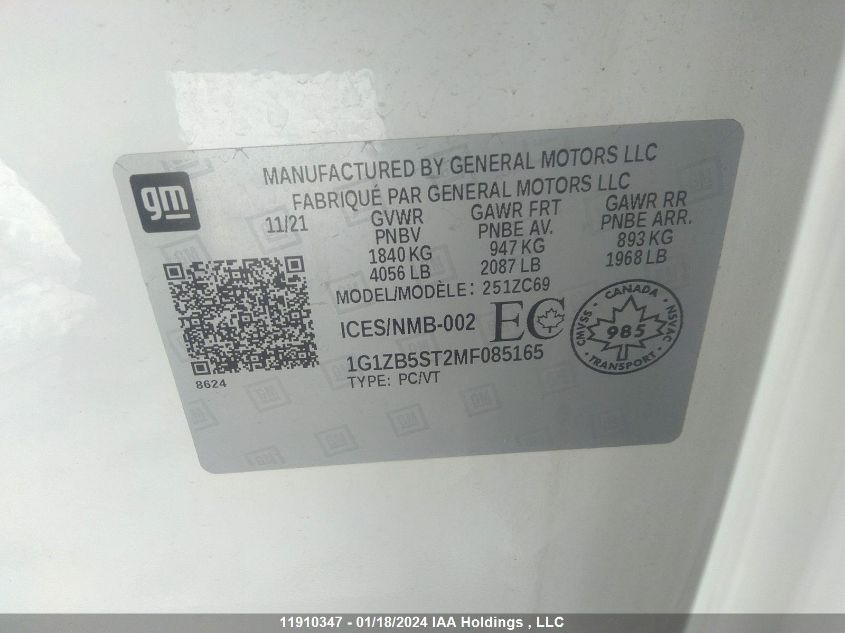 gm
MANUFACTURED BY GENERAL MOTORS LLC
FABRIQUÉ PAR GENERAL MOTORS LLC
11/21 GVWR GAWR FRT GAWR RR
PNBV PNBE AV. PNBE ARR.
1840 KG 947 KG 893 KG
4056 LB 2087 LB 1968 LB
MODEL/MODÈLE: 251ZC69
ICES/NMB-002 EC
CANADA
CMVSS 985 NSVAC
TRANSPORT
1G1ZB5ST2MF085165
TYPE: PC/VT
8624
11910347 - 01/18/2024 IAA Holdings , LLC